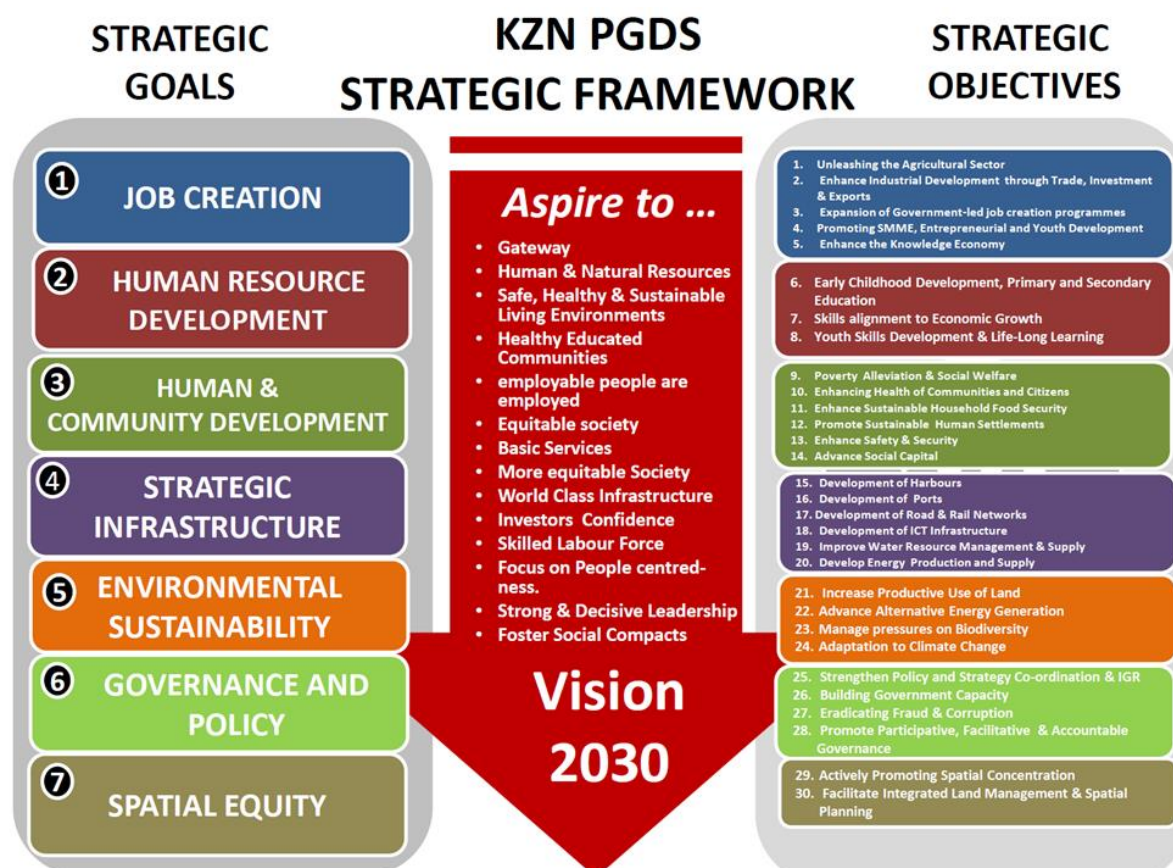 STRATEGIC
GOALS
KZN PGDS
STRATEGIC FRAMEWORK
STRATEGIC
OBJECTIVES
1
JOB CREATION
2
HUMAN RESOURCE
DEVELOPMENT
3
HUMAN &
COMMUNITY DEVELOPMENT
4
STRATEGIC
INFRASTRUCTURE
5
ENVIRONMENTAL
SUSTAINABILITY
6
GOVERNANCE AND
POLICY
7
SPATIAL EQUITY
Aspire to ...
• Gateway
• Human & Natural Resources
• Safe, Healthy & Sustainable
Living Environments
• Healthy Educated
Communities
• employable people are
employed
• Equitable society
• Basic Services
• More equitable Society
• World Class Infrastructure
• Investors Confidence
• Skilled Labour Force
• Focus on People centred-
ness.
• Strong & Decisive Leadership
• Foster Social Compacts
Vision
2030
1. Unleashing the Agricultural Sector
2. Enhance Industrial Development through Trade, Investment
& Exports
3. Expansion of Government-led job creation programmes
4. Promoting SMME, Entrepreneurial and Youth Development
5. Enhance the Knowledge Economy
6. Early Childhood Development, Primary and Secondary
Education
7. Skills alignment to Economic Growth
8. Youth Skills Development & Life-Long Learning
9. Poverty Alleviation & Social Welfare
10. Enhancing Health of Communities and Citizens
11. Enhance Sustainable Household Food Security
12. Promote Sustainable Human Settlements
13. Enhance Safety & Security
14. Advance Social Capital
15. Development of Harbours
16. Development of Ports
17. Development of Road & Rail Networks
18. Development of ICT Infrastructure
19. Improve Water Resource Management & Supply
20. Develop Energy Production and Supply
21. Increase Productive Use of Land
22. Advance Alternative Energy Generation
23. Manage pressures on Biodiversity
24. Adaptation to Climate Change
25. Strengthen Policy and Strategy Co-ordination & IGR
26. Building Government Capacity
27. Eradicating Fraud & Corruption
28. Promote Participative, Facilitative & Accountable
Governance
29. Actively Promoting Spatial Concentration
30. Facilitate Integrated Land Management & Spatial
Planning